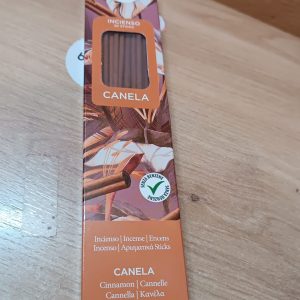 INCIENSO
CANELA
Incienso | Incense | Encens
Incenso | Αρωματικά Sticks
CANELA
Cinnamon | Cannelle
Cannella | Κανέλα